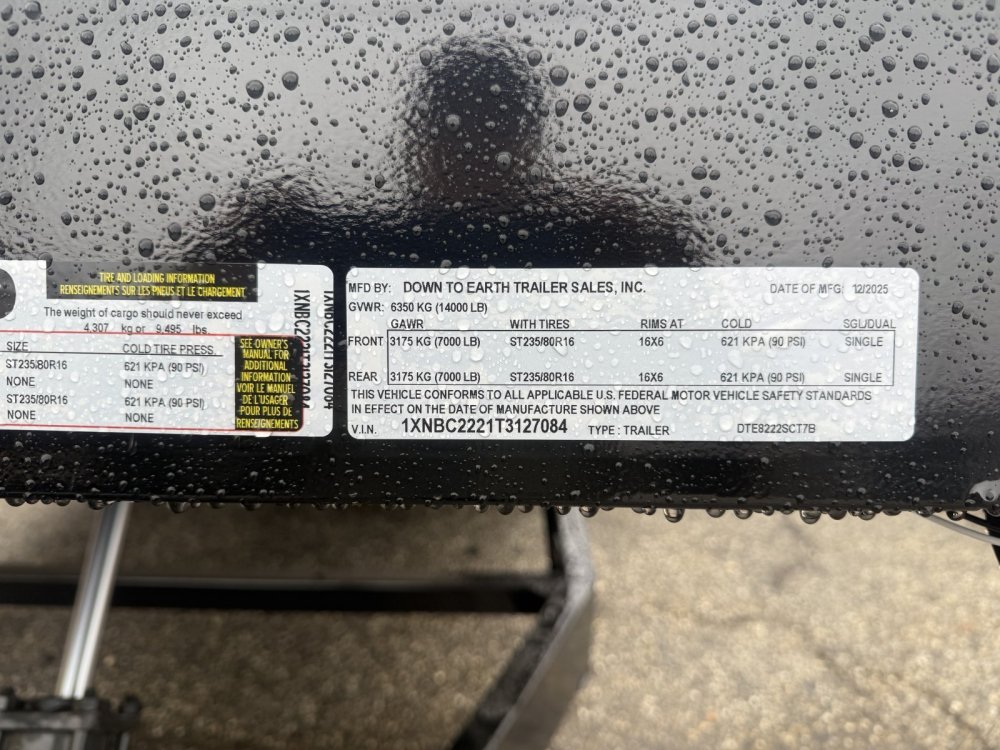 TIRE AND LOADING INFORMATION
RENSEIGNEMENTS SUR LES PNEUS ET LE CHARGEMENT
The weight of cargo should never exceed
4,307 kg or 9,495 lbs
SIZE COLD TIRE PRESS.
ST235/80R16 621 KPA (90 PSI)
NONE NONE
ST235/80R16 621 KPA (90 PSI)
NONE NONE
SEE OWNER'S
MANUAL FOR
ADDITIONAL
INFORMATION
VOIR LE MANUEL
DE L'USAGER
POUR PLUS DE
RENSEIGNEMENTS
1XNBC2221T3127084
MFD BY: DOWN TO EARTH TRAILER SALES, INC. DATE OF MFG: 12/2025
GVWR: 6350 KG (14000 LB)
GAWR WITH TIRES RIMS AT COLD SGL/DUAL
FRONT 3175 KG (7000 LB) ST235/80R16 16X6 621 KPA (90 PSI) SINGLE
REAR 3175 KG (7000 LB) ST235/80R16 16X6 621 KPA (90 PSI) SINGLE
THIS VEHICLE CONFORMS TO ALL APPLICABLE U.S. FEDERAL MOTOR VEHICLE SAFETY STANDARDS
IN EFFECT ON THE DATE OF MANUFACTURE SHOWN ABOVE
V.I.N. 1XNBC2221T3127084 TYPE : TRAILER DTE8222SCT7B